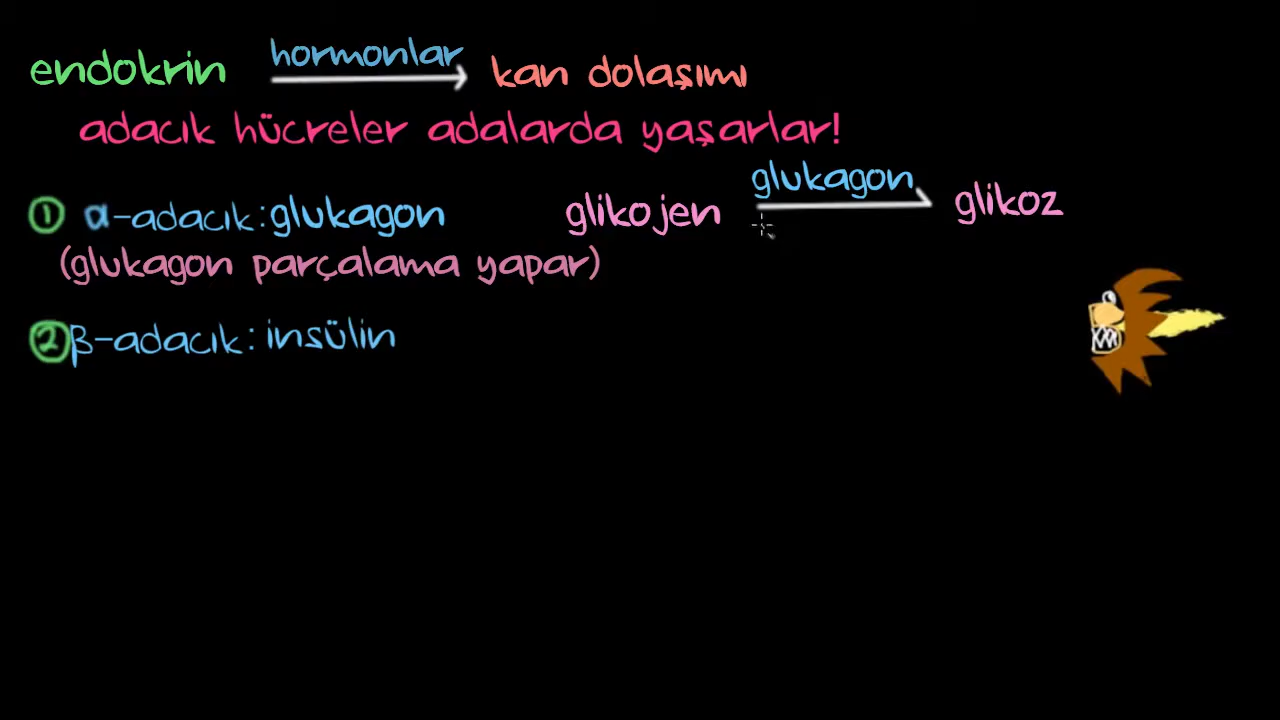 endokrin hormonlar kan dolaşımı
adacık hücreler adalarda yaşarlar!
1 α-adacık: glukagon glikojen glukagon glikoz
(glukagon parçalama yapar)
2 β-adacık: insülin